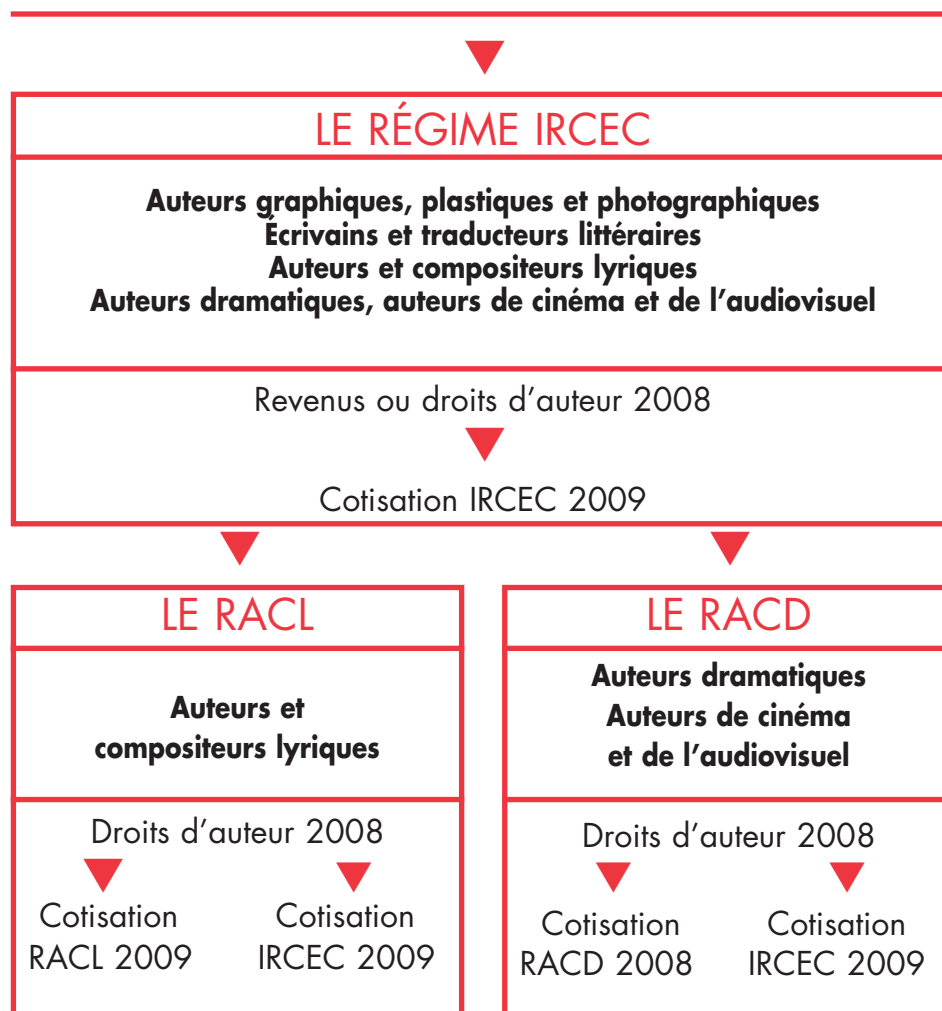 LE RÉGIME IRCEC
Auteurs graphiques, plastiques et photographiques
Écrivains et traducteurs littéraires
Auteurs et compositeurs lyriques
Auteurs dramatiques, auteurs de cinéma et de l'audiovisuel
Revenus ou droits d'auteur 2008
Cotisation IRCEC 2009
LE RACL
Auteurs et
compositeurs lyriques
Droits d'auteur 2008
Cotisation
RACL 2009
Cotisation
IRCEC 2009
LE RACD
Auteurs dramatiques
Auteurs de cinéma
et de l'audiovisuel
Droits d'auteur 2008
Cotisation
RACD 2008
Cotisation
IRCEC 2009